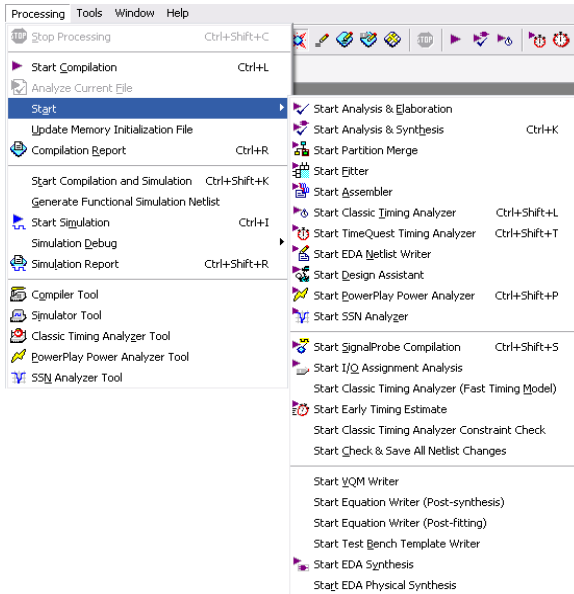 Processing Tools Window Help
Stop Processing Ctrl+Shift+C
Start Compilation Ctrl+L
Analyze Current File
Start
Update Memory Initialization File
Compilation Report Ctrl+R
Start Compilation and Simulation Ctrl+Shift+K
Generate Functional Simulation Netlist
Start Simulation Ctrl+I
Simulation Debug
Simulation Report Ctrl+Shift+R
Compiler Tool
Simulator Tool
Classic Timing Analyzer Tool
PowerPlay Power Analyzer Tool
SSN Analyzer Tool
STOP
STOP
Start Analysis & Elaboration
Start Analysis & Synthesis Ctrl+K
Start Partition Merge
Start Fitter
Start Assembler
Start Classic Timing Analyzer Ctrl+Shift+L
Start TimeQuest Timing Analyzer Ctrl+Shift+T
Start EDA Netlist Writer
Start Design Assistant
Start PowerPlay Power Analyzer Ctrl+Shift+P
Start SSN Analyzer
Start SignalProbe Compilation Ctrl+Shift+S
Start I/O Assignment Analysis
Start Classic Timing Analyzer (Fast Timing Model)
Start Early Timing Estimate
Start Classic Timing Analyzer Constraint Check
Start Check & Save All Netlist Changes
Start VQM Writer
Start Equation Writer (Post-synthesis)
Start Equation Writer (Post-fitting)
Start Test Bench Template Writer
Start EDA Synthesis
Start EDA Physical Synthesis